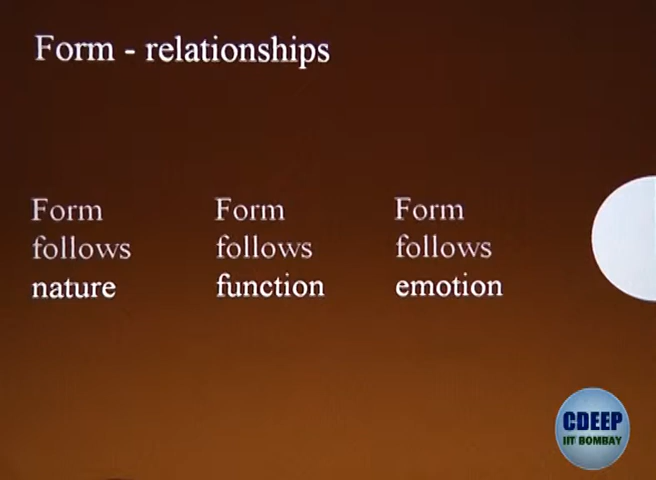 Form - relationships
Form
follows
nature
Form
follows
function
Form
follows
emotion
CDEEP
IIT BOMBAY